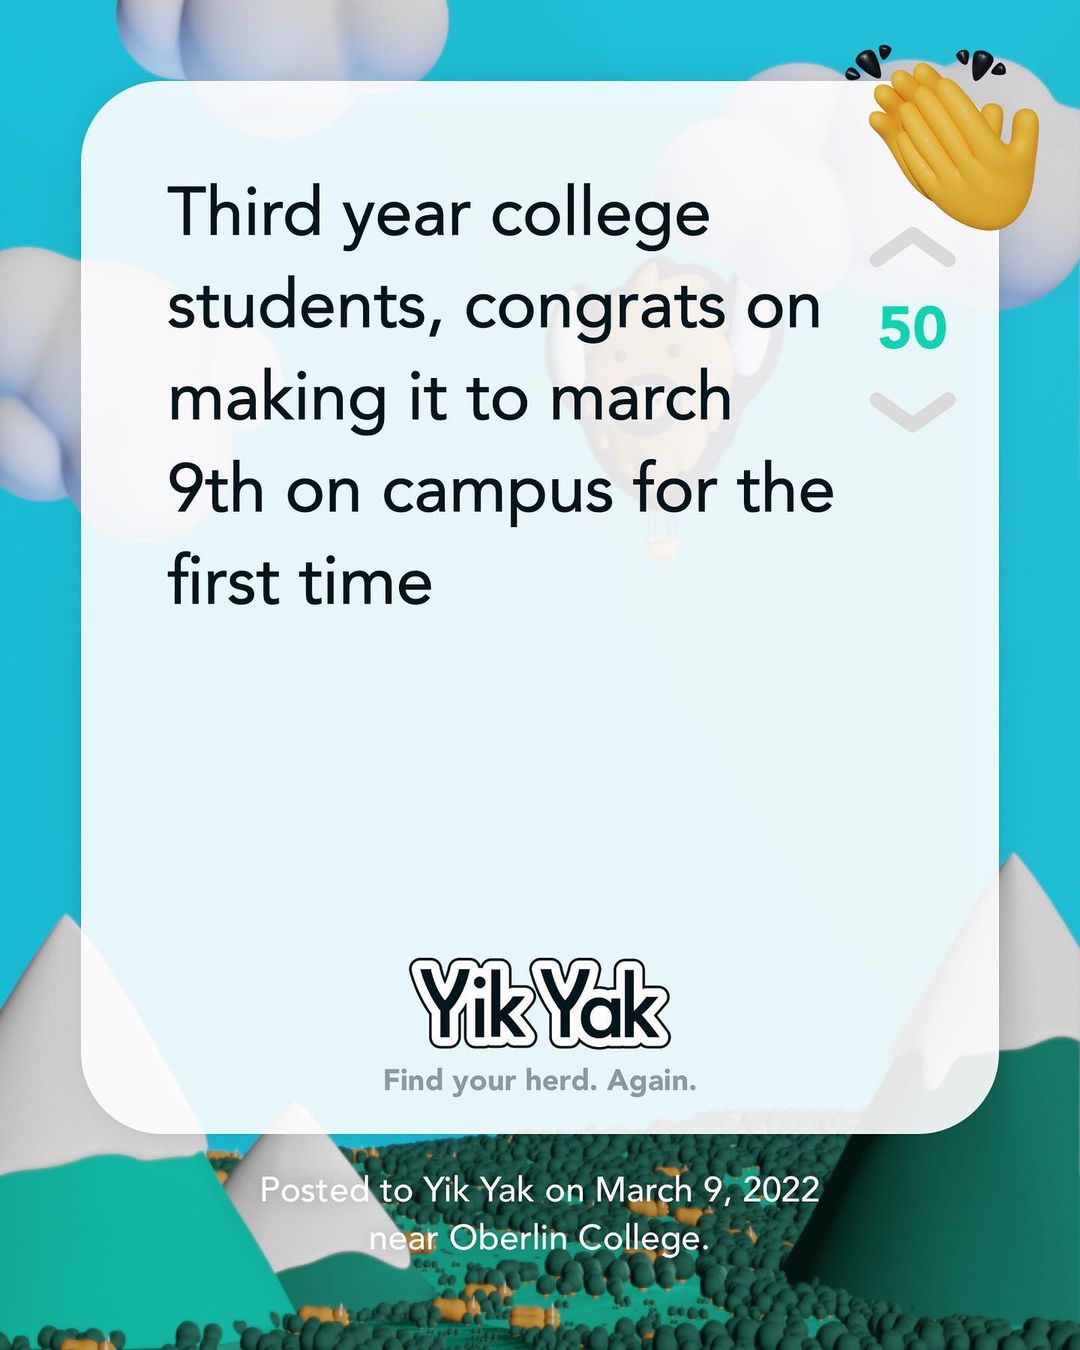 Third year college
students, congrats on
making it to march
9th on campus for the
first time
50
Yik Yak
Find your herd. Again.
Posted to Yik Yak on March 9, 2022
near Oberlin College.